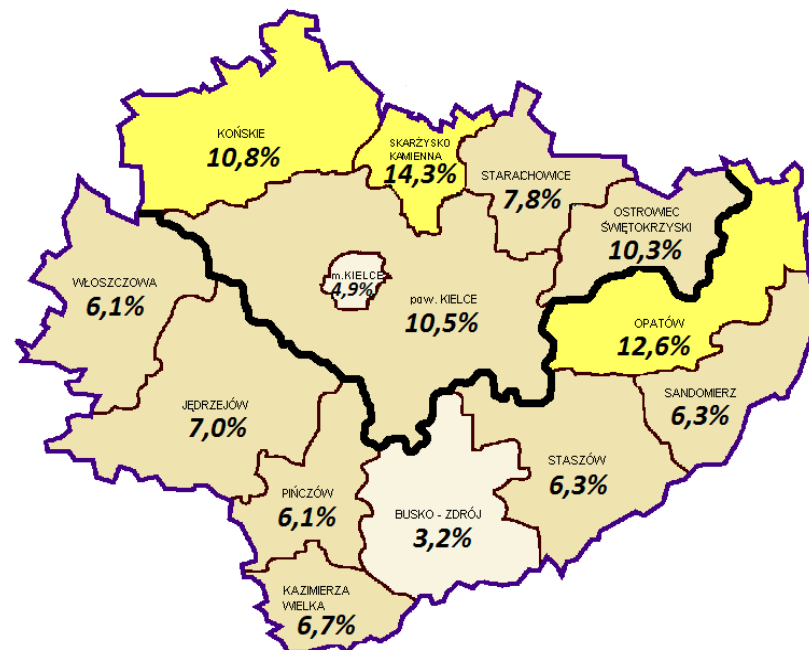 KOŃSKIE
10,8%
SKARŻYSKO
KAMIENNA
14,3%
STARACHOWICE
7,8%
OSTROWIEC
ŚWIĘTOKRZYSKI
10,3%
WŁOSZCZOWA
6,1%
m.KIELCE
4,9%
pow. KIELCE
10,5%
OPATÓW
12,6%
JĘDRZEJÓW
7,0%
SANDOMIERZ
6,3%
STASZÓW
6,3%
PIŃCZÓW
6,1%
BUSKO - ZDRÓJ
3,2%
KAZIMIERZA
WIELKA
6,7%